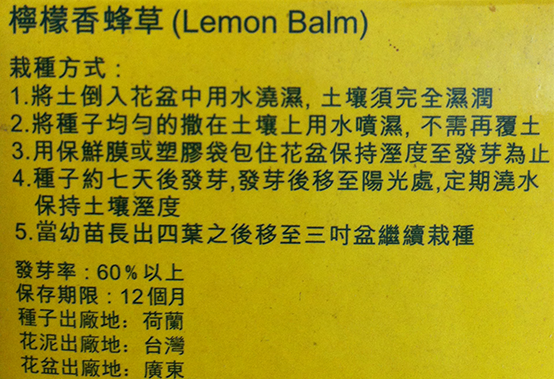 檸檬香蜂草 (Lemon Balm)
栽種方式：
1.將土倒入花盆中用水澆濕, 土壤須完全濕潤
2.將種子均勻的撒在土壤上用水噴濕, 不需再覆土
3.用保鮮膜或塑膠袋包住花盆保持溼度至發芽為止
4.種子約七天後發芽,發芽後移至陽光處,定期澆水
保持土壤溼度
5.當幼苗長出四葉之後移至三吋盆繼續栽種
發芽率：60%以上
保存期限：12個月
種子出廠地：荷蘭
花泥出廠地：台灣
花盆出廠地：廣東